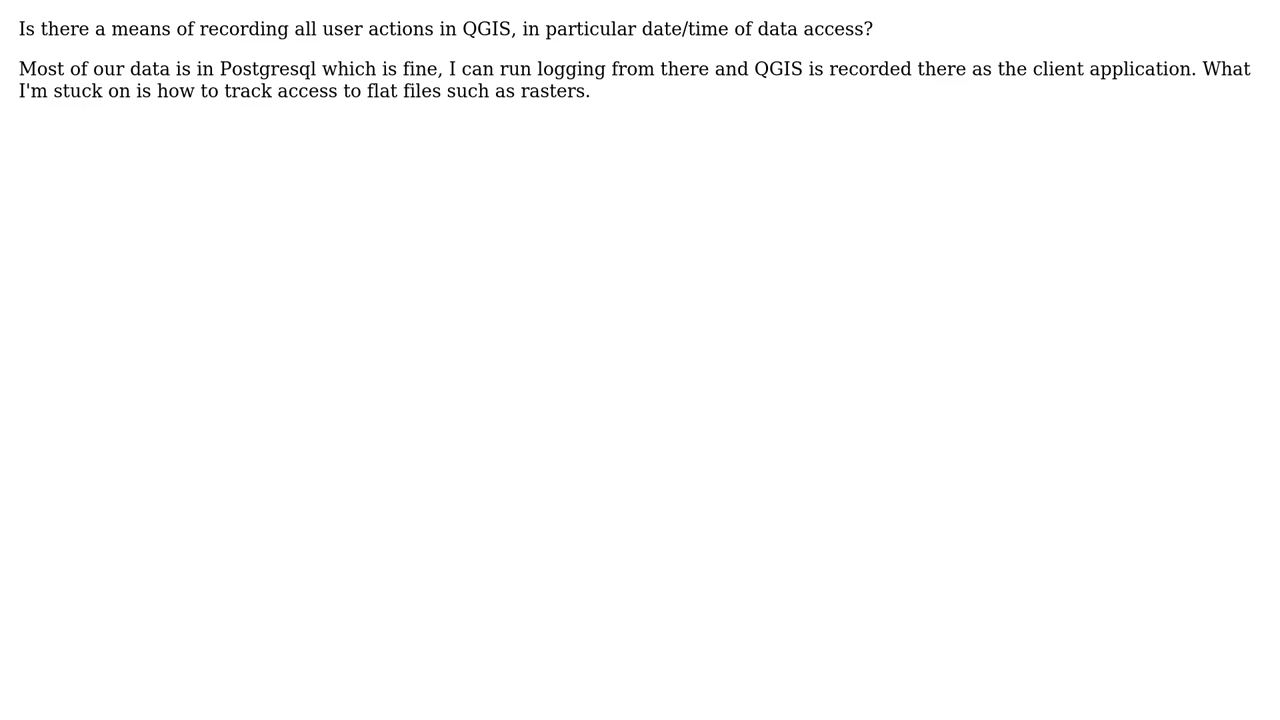 Is there a means of recording all user actions in QGIS, in particular date/time of data access?
Most of our data is in Postgresql which is fine, I can run logging from there and QGIS is recorded there as the client application. What
I'm stuck on is how to track access to flat files such as rasters.